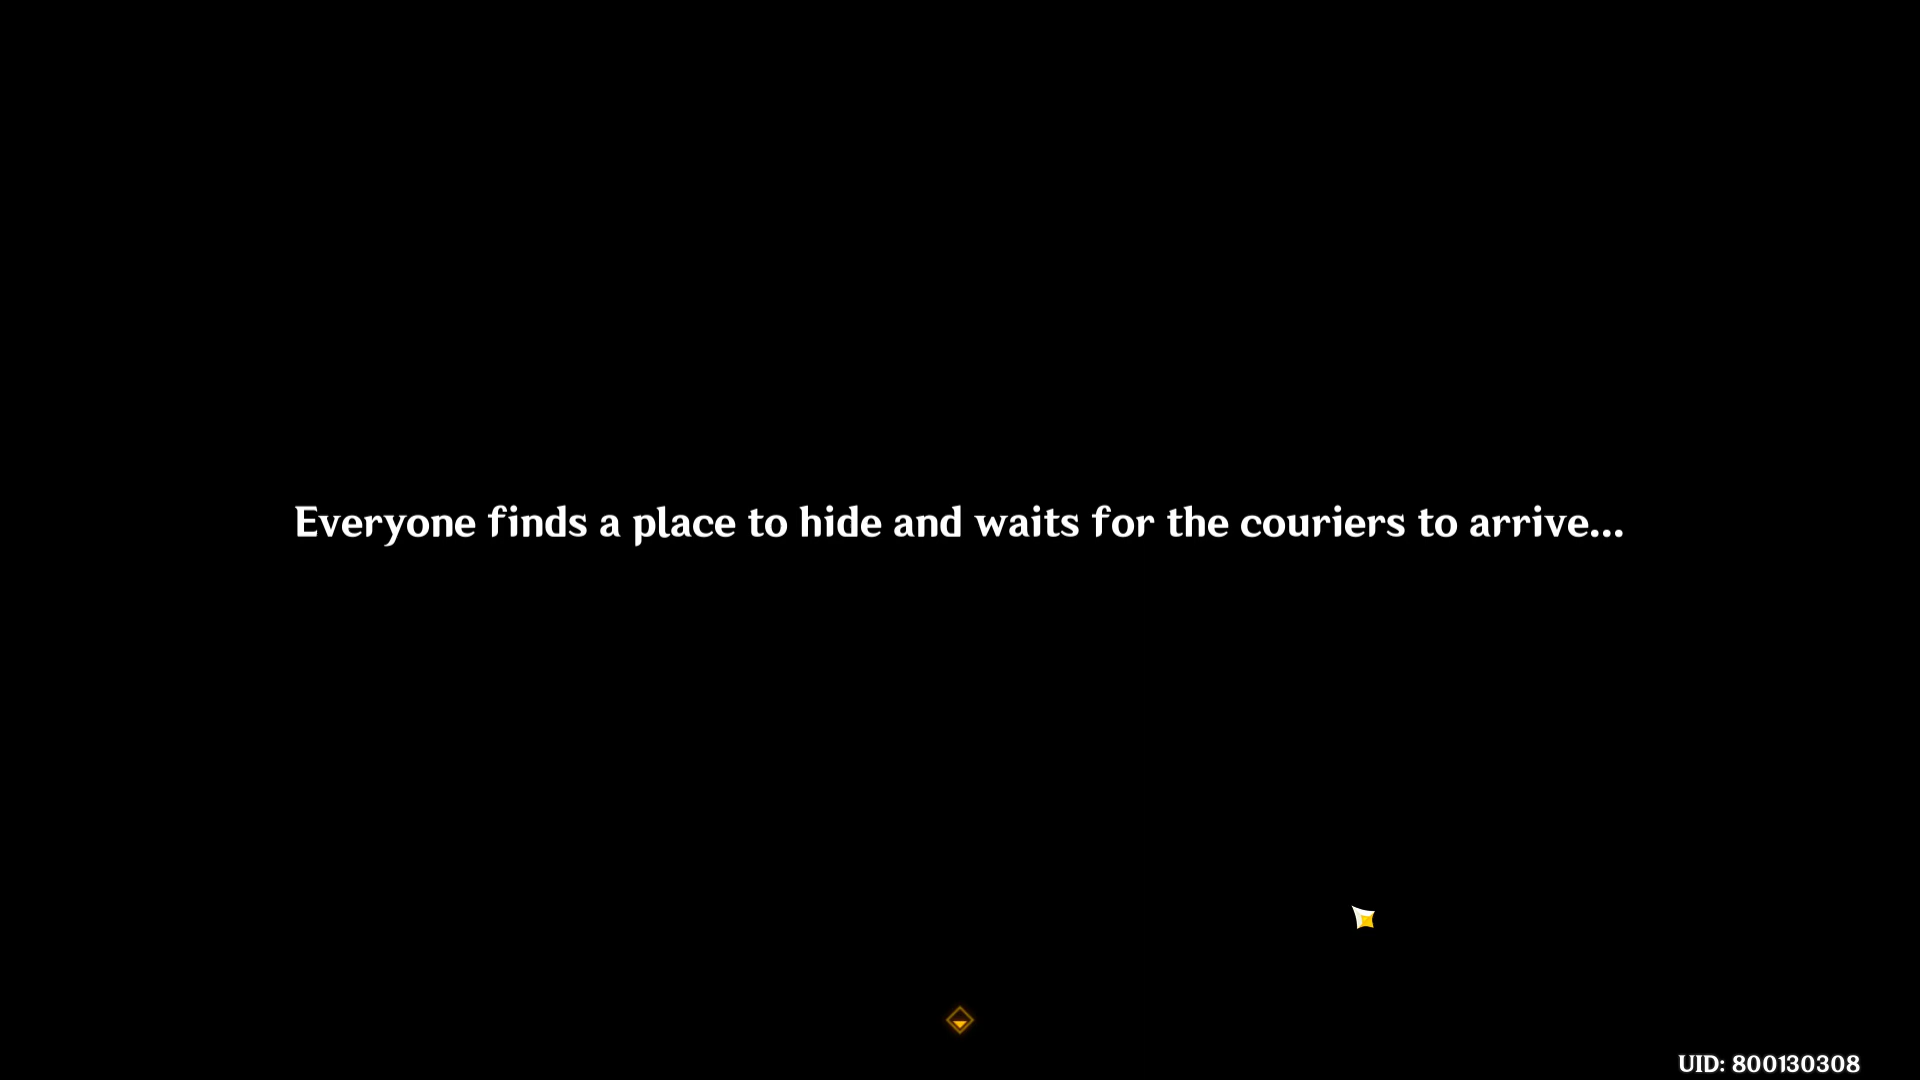 Everyone finds a place to hide and waits for the couriers to arrive...
UID: 800130308